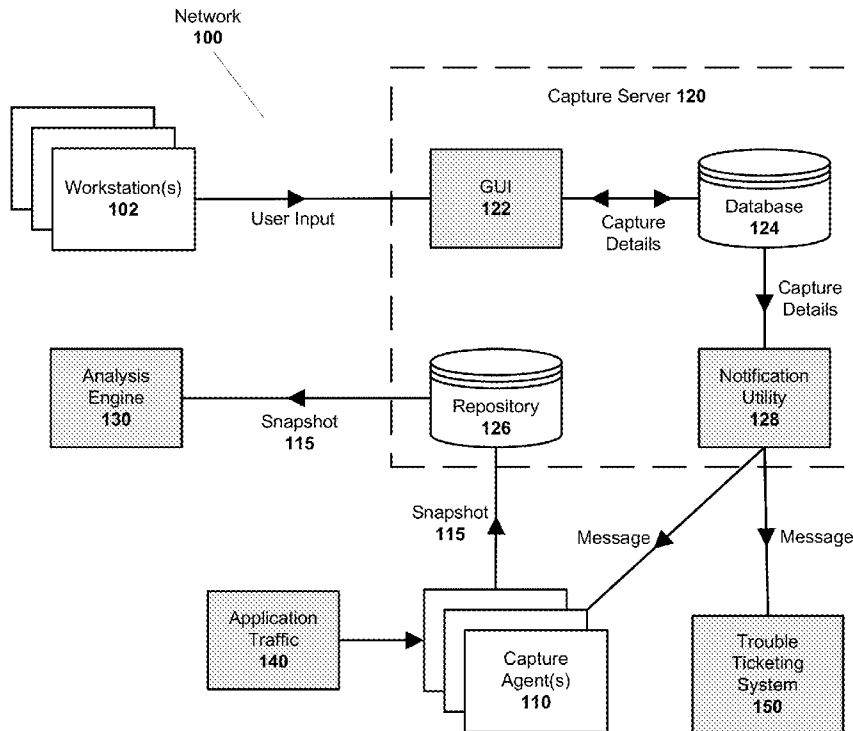 Network
100
Capture Server 120
Workstation(s)
102
User Input
GUI
122
Capture
Details
Database
124
Capture
Details
Analysis
Engine
130
Snapshot
115
Repository
126
Notification
Utility
128
Snapshot
115
Message
Message
Application
Traffic
140
Capture
Agent(s)
110
Trouble
Ticketing
System
150